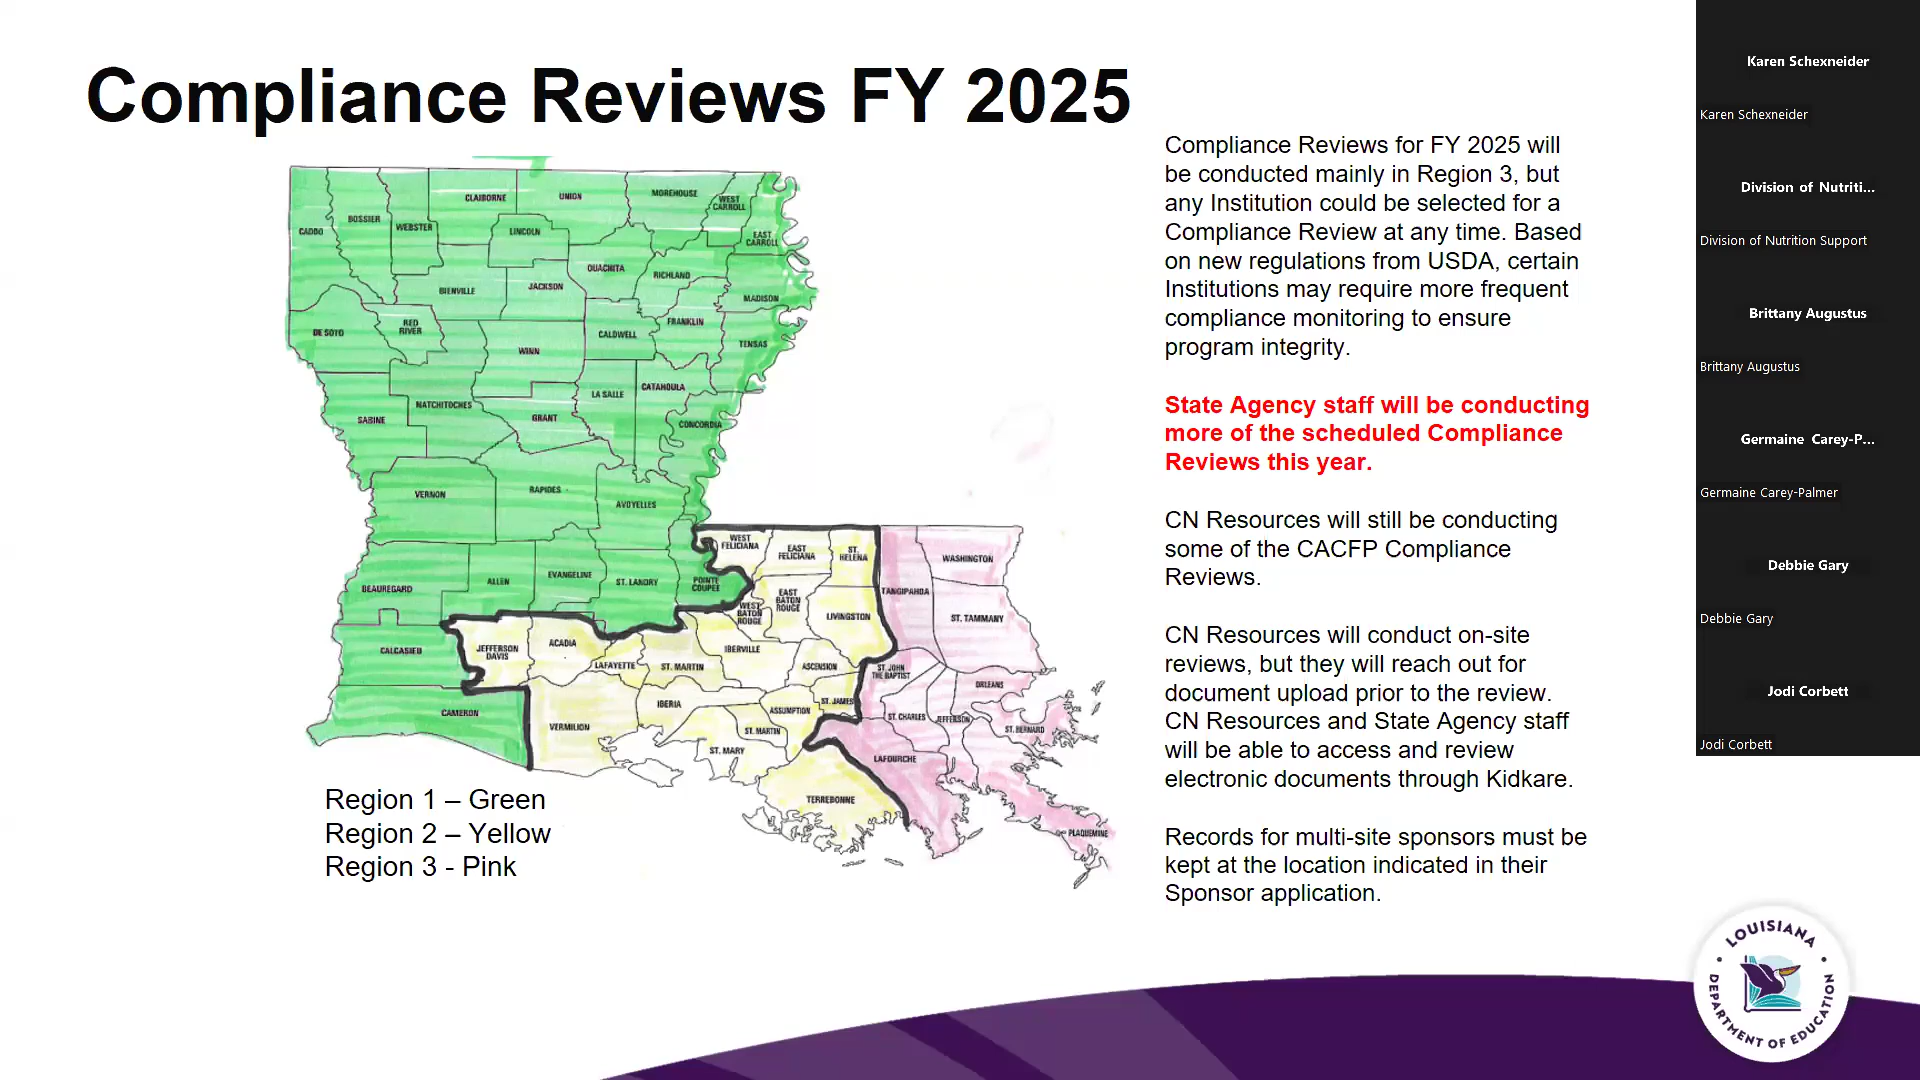 Compliance Reviews FY 2025
CLAIBORNE
UNION
MOREHOUSE
WEST
CARROLL
CADDO
BOSSIER
WEBSTER
LINCOLN
EAST
CARROLL
OUACHITA
RICHLAND
BIENVILLE
JACKSON
MADISON
DE SOTO
RED
RIVER
CALDWELL
FRANKLIN
WINN
TENSAS
LA SALLE
CATAHOULA
NATCHITOCHES
SABINE
GRANT
CONCORDIA
VERNON
RAPIDES
AVOYELLES
WEST
FELICIANA
EAST
FELICIANA
ST.
HELENA
WASHINGTON
BEAUREGARD
ALLEN
EVANGELINE
ST. LANDRY
POINTE
COUPEE
WEST
BATON
ROUGE
EAST
BATON
ROUGE
LIVINGSTON
TANGIPAHOA
ST. TAMMANY
CALCASIEU
JEFFERSON
DAVIS
ACADIA
LAFAYETTE
ST. MARTIN
IBERVILLE
ASCENSION
ST. JOHN
THE BAPTIST
ORLEANS
CAMERON
VERMILION
IBERIA
ASSUMPTION
ST. JAMES
ST. CHARLES
JEFFERSON
ST. BERNARD
ST. MARTIN
ST. MARY
LAFOURCHE
TERREBONNE
PLAQUEMINE
Region 1 – Green
Region 2 – Yellow
Region 3 - Pink
Compliance Reviews for FY 2025 will
be conducted mainly in Region 3, but
any Institution could be selected for a
Compliance Review at any time. Based
on new regulations from USDA, certain
Institutions may require more frequent
compliance monitoring to ensure
program integrity.
State Agency staff will be conducting
more of the scheduled Compliance
Reviews this year.
CN Resources will still be conducting
some of the CACFP Compliance
Reviews.
CN Resources will conduct on-site
reviews, but they will reach out for
document upload prior to the review.
CN Resources and State Agency staff
will be able to access and review
electronic documents through Kidkare.
Records for multi-site sponsors must be
kept at the location indicated in their
Sponsor application.
Karen Schexneider
Karen Schexneider
Division of Nutriti...
Division of Nutrition Support
Brittany Augustus
Brittany Augustus
Germaine Carey-P...
Germaine Carey-Palmer
Debbie Gary
Debbie Gary
Jodi Corbett
Jodi Corbett
LOUISIANA
DEPARTMENT OF EDUCATION